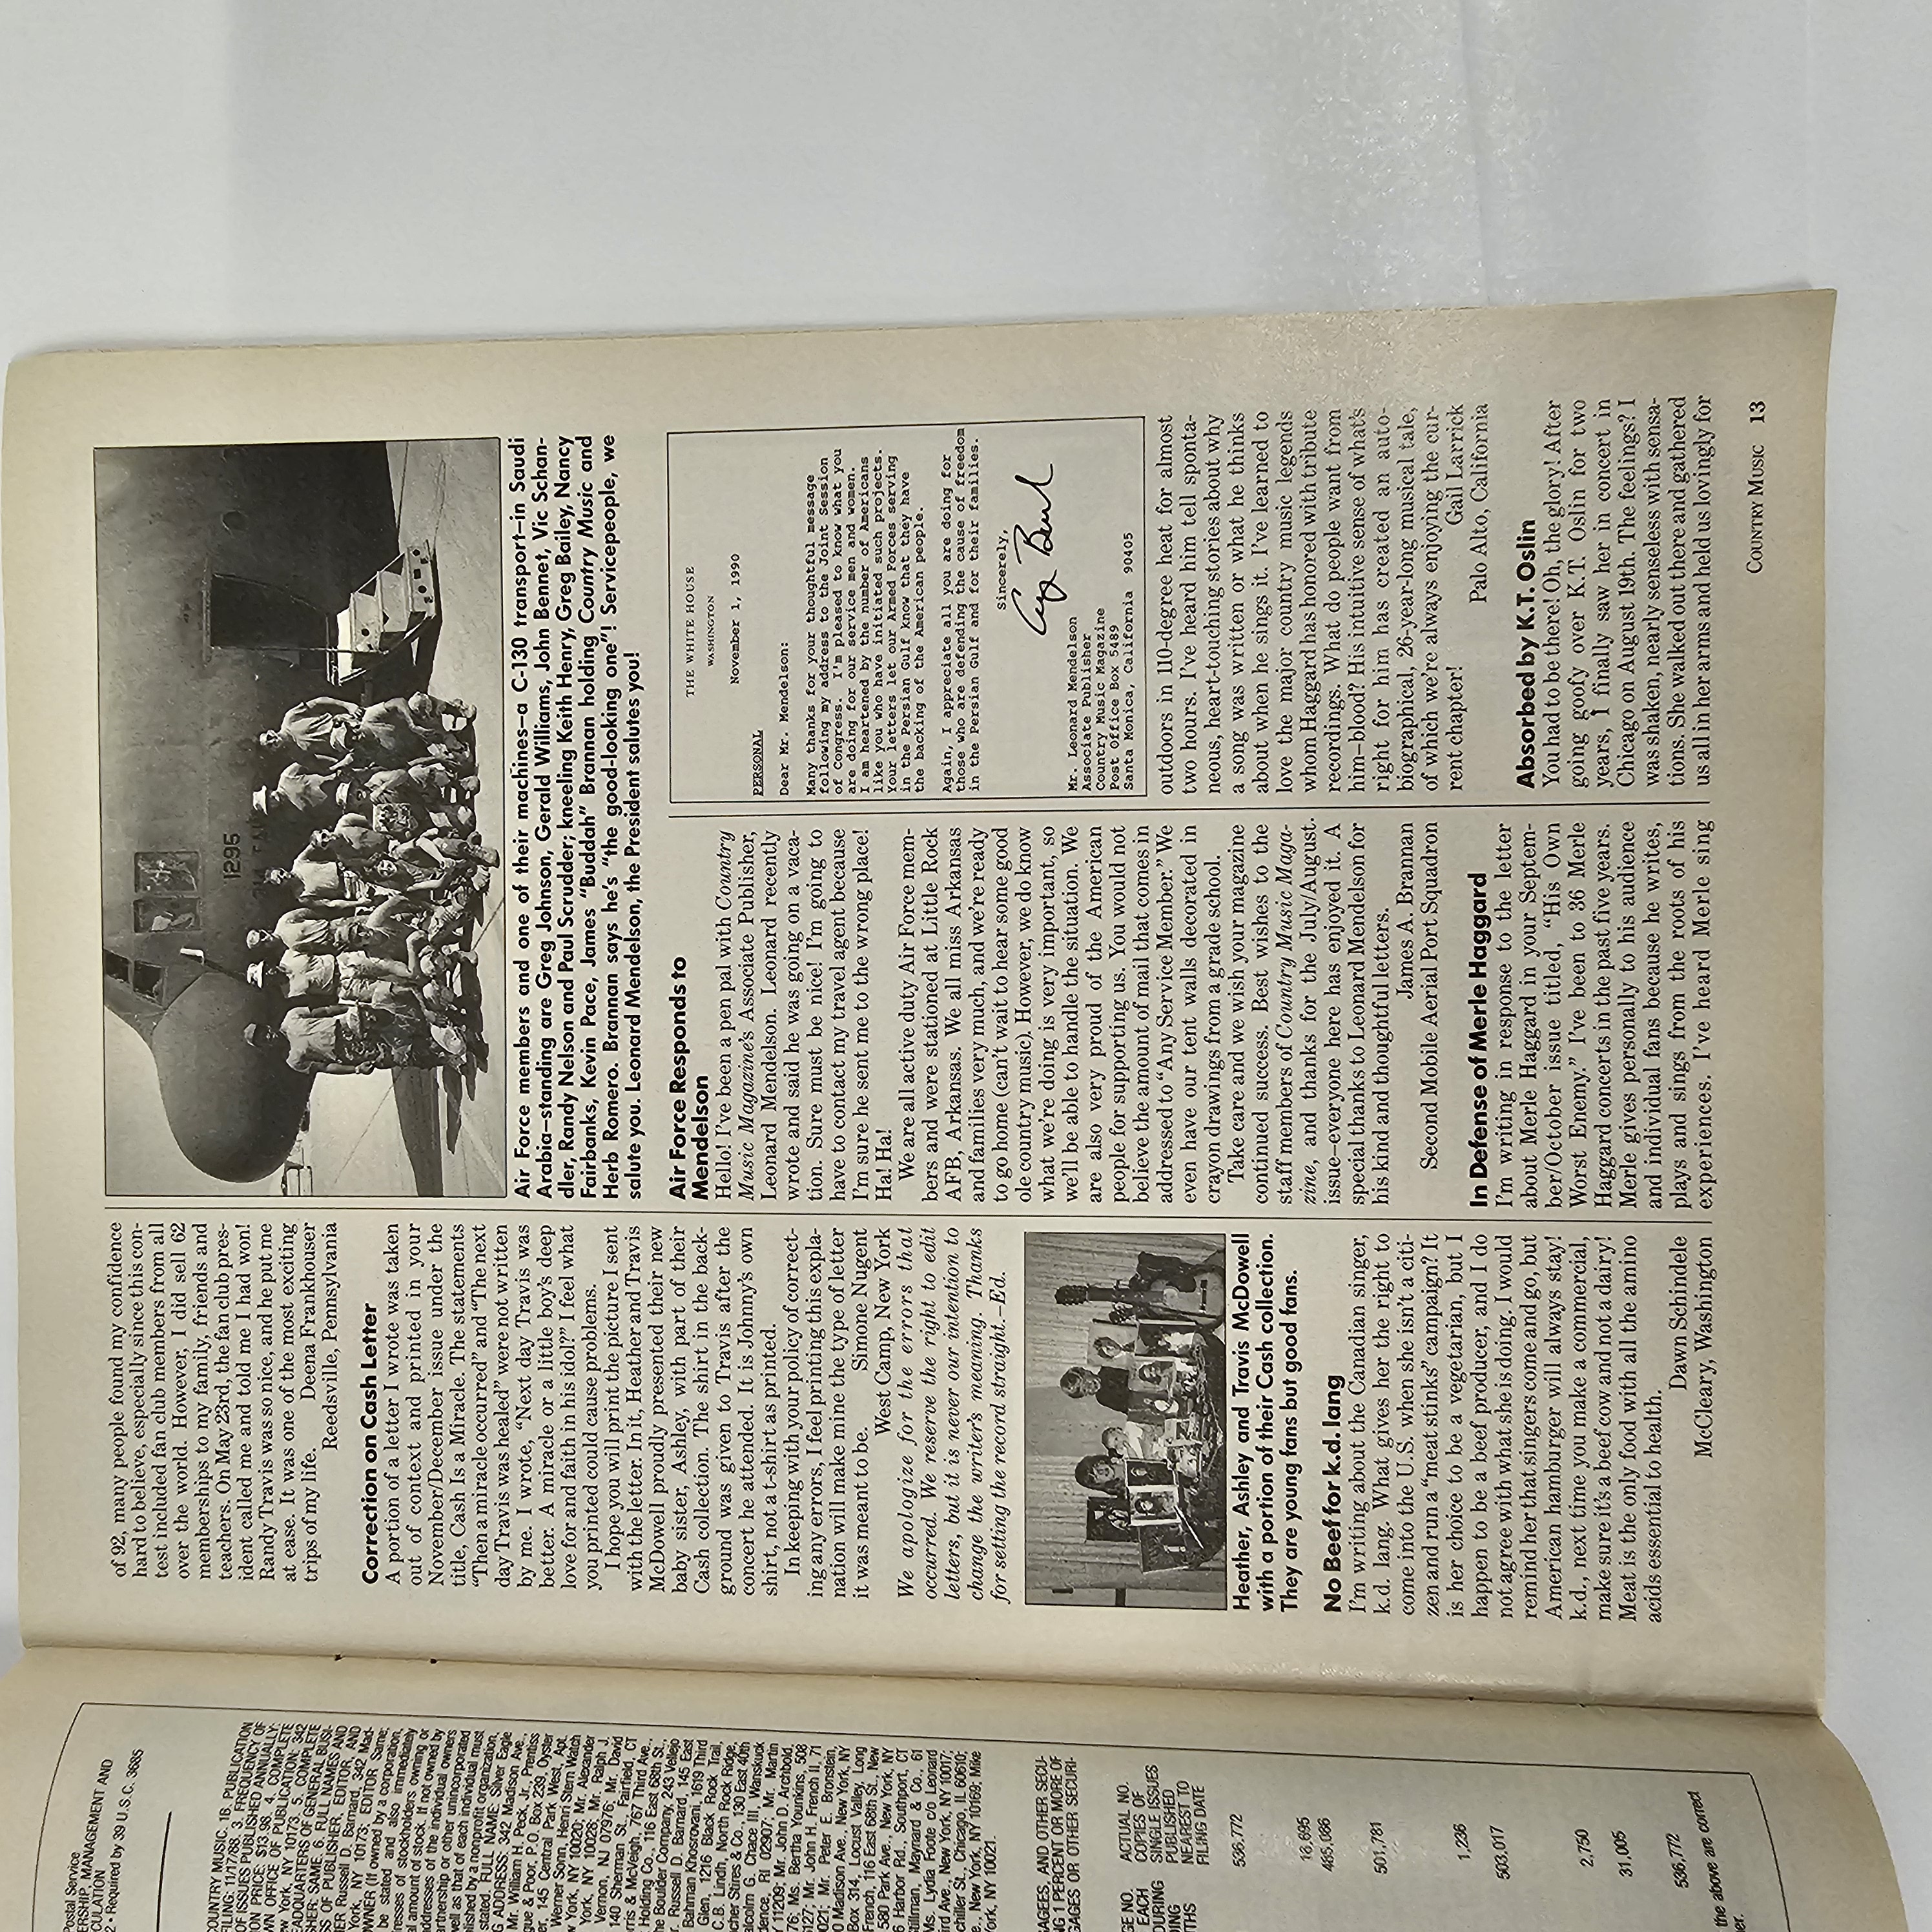 Postal Service
ERSHIP, MANAGEMENT AND
CULATION
2 • Required by 39 U.S.C. 3685
COUNTRY MUSIC. 1B. PUBLICATION
FILING: 11/17/88. 3. FREQUENCY OF
OF ISSUES PUBLISHED ANNUALLY:
ON PRICE: $13.98. 4. COMPLETE
WN OFFICE OF PUBLICATION: 342
ew York, NY 10173. 5. COMPLETE
EADQUARTERS OF GENERAL BUSI-
SHER: SAME. 6. FULL NAMES AND
SS OF PUBLISHER, EDITOR, AND
HER Russell D. Barnard, 342 Mad-
York, NY 10173; EDITOR Same;
OWNER (If owned by a corporation,
be stated and also immediately
resses of stockholders owning or
al amount of stock. If not owned by
addresses of the individual owners
artnership or other unincorporated
well as that of each individual must
blished by a nonprofit organization,
stated. FULL NAME: Silver Eagle
G ADDRESS: 342 Madison Ave.,
Mr. William H. Peck, Jr., Prentiss
gue & Poor, P.O. Box 239, Oyster
er, 145 Central Park West, Apt.
Werner Sonn, Henri Stern Watch
w York, NY 10020; Mr. Alexander
York, NY 10028; Mr. Ralph J.
Vernon, NJ 07976; Mr. David
140 Sherman St., Fairfield, CT
rris & McVeigh, 767 Third Ave.,
Holding Co., 116 East 68th St.,
he Boulder Company, 243 Vellejo
r. Russell D. Barnard, 145 East
Bahman Khosrovani, 1619 Third
Glen, 1216 Black Rock Trail,
C.B. Lindh, North Rock Ridge,
cher Stires & Co., 130 East 40th
alcolm G. Chace III, Wanskuck
dence, RI 02907; Mr. Martin
Y 11209; Mr. John D. Archbold,
76; Ms. Bertha Younkins, 508
6127; Mr. John H. French II, 71
021; Mr. Peter E. Bronstein,
0 Madison Ave., New York, NY
Box 314, Locust Valley, Long
French, 116 East 68th St., New
580 Park Ave., New York, NY
6 Harbor Rd., Southport, CT
Stillman, Maynard & Co., 61
Ms. Lydia Foote c/o Leonard
ird Ave., New York, NY 10017;
chiller St., Chicago, IL 60610;
e., New York, NY 10169; Mike
York, NY 10021.
GAGEES, AND OTHER SECU-
NG 1 PERCENT OR MORE OF
GAGES OR OTHER SECURI-
GE NO. ACTUAL NO.
EACH COPIES OF
DURING SINGLE ISSUES
DING PUBLISHED
THS NEAREST TO
FILING DATE
536,772
18,695
485,086
501,781
1,236
503,017
2,750
31,005
536,772
the above are correct
er.
of 92, many people found my confidence
hard to believe, especially since this con-
test included fan club members from all
over the world. However, I did sell 62
memberships to my family, friends and
teachers. On May 23rd, the fan club pres-
ident called me and told me I had won!
Randy Travis was so nice, and he put me
at ease. It was one of the most exciting
trips of my life. Deena Frankhouser
Reedsville, Pennsylvania
Correction on Cash Letter
A portion of a letter I wrote was taken
out of context and printed in your
November/December issue under the
title, Cash Is a Miracle. The statements
“Then a miracle occurred” and “The next
day Travis was healed” were not written
by me. I wrote, “Next day Travis was
better. A miracle or a little boy’s deep
love for and faith in his idol?” I feel what
you printed could cause problems.
I hope you will print the picture I sent
with the letter. In it, Heather and Travis
McDowell proudly presented their new
baby sister, Ashley, with part of their
Cash collection. The shirt in the back-
ground was given to Travis after the
concert he attended. It is Johnny’s own
shirt, not a t-shirt as printed.
In keeping with your policy of correct-
ing any errors, I feel printing this expla-
nation will make mine the type of letter
it was meant to be. Simone Nugent
West Camp, New York
We apologize for the errors that
occurred. We reserve the right to edit
letters, but it is never our intention to
change the writer’s meaning. Thanks
for setting the record straight.–Ed.
Heather, Ashley and Travis McDowell
with a portion of their Cash collection.
They are young fans but good fans.
No Beef for k.d. lang
I’m writing about the Canadian singer,
k.d. lang. What gives her the right to
come into the U.S. when she isn’t a citi-
zen and run a “meat stinks” campaign? It
is her choice to be a vegetarian, but I
happen to be a beef producer, and I do
not agree with what she is doing. I would
remind her that singers come and go, but
American hamburger will always stay!
k.d., next time you make a commercial,
make sure it’s a beef cow and not a dairy!
Meat is the only food with all the amino
acids essential to health.
Dawn Schindele
McCleary, Washington
1295
Air Force members and one of their machines–a C-130 transport–in Saudi
Arabia–standing are Greg Johnson, Gerald Williams, John Bennet, Vic Schan-
dler, Randy Nelson and Paul Scrudder; kneeling Keith Henry, Greg Bailey, Nancy
Fairbanks, Kevin Pace, James “Buddah” Brannan holding Country Music and
Herb Romero. Brannan says he’s “the good-looking one”! Servicepeople, we
salute you. Leonard Mendelson, the President salutes you!
Air Force Responds to
Mendelson
Hello! I’ve been a pen pal with Country
Music Magazine’s Associate Publisher,
Leonard Mendelson. Leonard recently
wrote and said he was going on a vaca-
tion. Sure must be nice! I’m going to
have to contact my travel agent because
I’m sure he sent me to the wrong place!
Ha! Ha!
We are all active duty Air Force mem-
bers and were stationed at Little Rock
AFB, Arkansas. We all miss Arkansas
and families very much, and we’re ready
to go home (can’t wait to hear some good
ole country music). However, we do know
what we’re doing is very important, so
we’ll be able to handle the situation. We
are also very proud of the American
people for supporting us. You would not
believe the amount of mail that comes in
addressed to “Any Service Member.” We
even have our tent walls decorated in
crayon drawings from a grade school.
Take care and we wish your magazine
continued success. Best wishes to the
staff members of Country Music Maga-
zine, and thanks for the July/August
issue–everyone here has enjoyed it. A
special thanks to Leonard Mendelson for
his kind and thoughtful letters.
James A. Brannan
Second Mobile Aerial Port Squadron
In Defense of Merle Haggard
I’m writing in response to the letter
about Merle Haggard in your Septem-
ber/October issue titled, “His Own
Worst Enemy.” I’ve been to 36 Merle
Haggard concerts in the past five years.
Merle gives personally to his audience
and individual fans because he writes,
plays and sings from the roots of his
experiences. I’ve heard Merle sing
THE WHITE HOUSE
WASHINGTON
November 1, 1990
PERSONAL
Dear Mr. Mendelson:
Many thanks for your thoughtful message
following my address to the Joint Session
of Congress. I'm pleased to know what you
are doing for our service men and women.
I am heartened by the number of Americans
like you who have initiated such projects.
Your letters let our Armed Forces serving
in the Persian Gulf know that they have
the backing of the American people.
Again, I appreciate all you are doing for
those who are defending the cause of freedom
in the Persian Gulf and for their families.
Sincerely,
Mr. Leonard Mendelson
Associate Publisher
Country Music Magazine
Post Office Box 5489
Santa Monica, California 90405
outdoors in 110-degree heat for almost
two hours. I’ve heard him tell sponta-
neous, heart-touching stories about why
a song was written or what he thinks
about when he sings it. I’ve learned to
love the major country music legends
whom Haggard has honored with tribute
recordings. What do people want from
him–blood? His intuitive sense of what’s
right for him has created an auto-
biographical, 26-year-long musical tale,
of which we’re always enjoying the cur-
rent chapter! Gail Larrick
Palo Alto, California
Absorbed by K.T. Oslin
You had to be there! Oh, the glory! After
going goofy over K.T. Oslin for two
years, I finally saw her in concert in
Chicago on August 19th. The feelings? I
was shaken, nearly senseless with sensa-
tions. She walked out there and gathered
us all in her arms and held us lovingly for
COUNTRY MUSIC 13